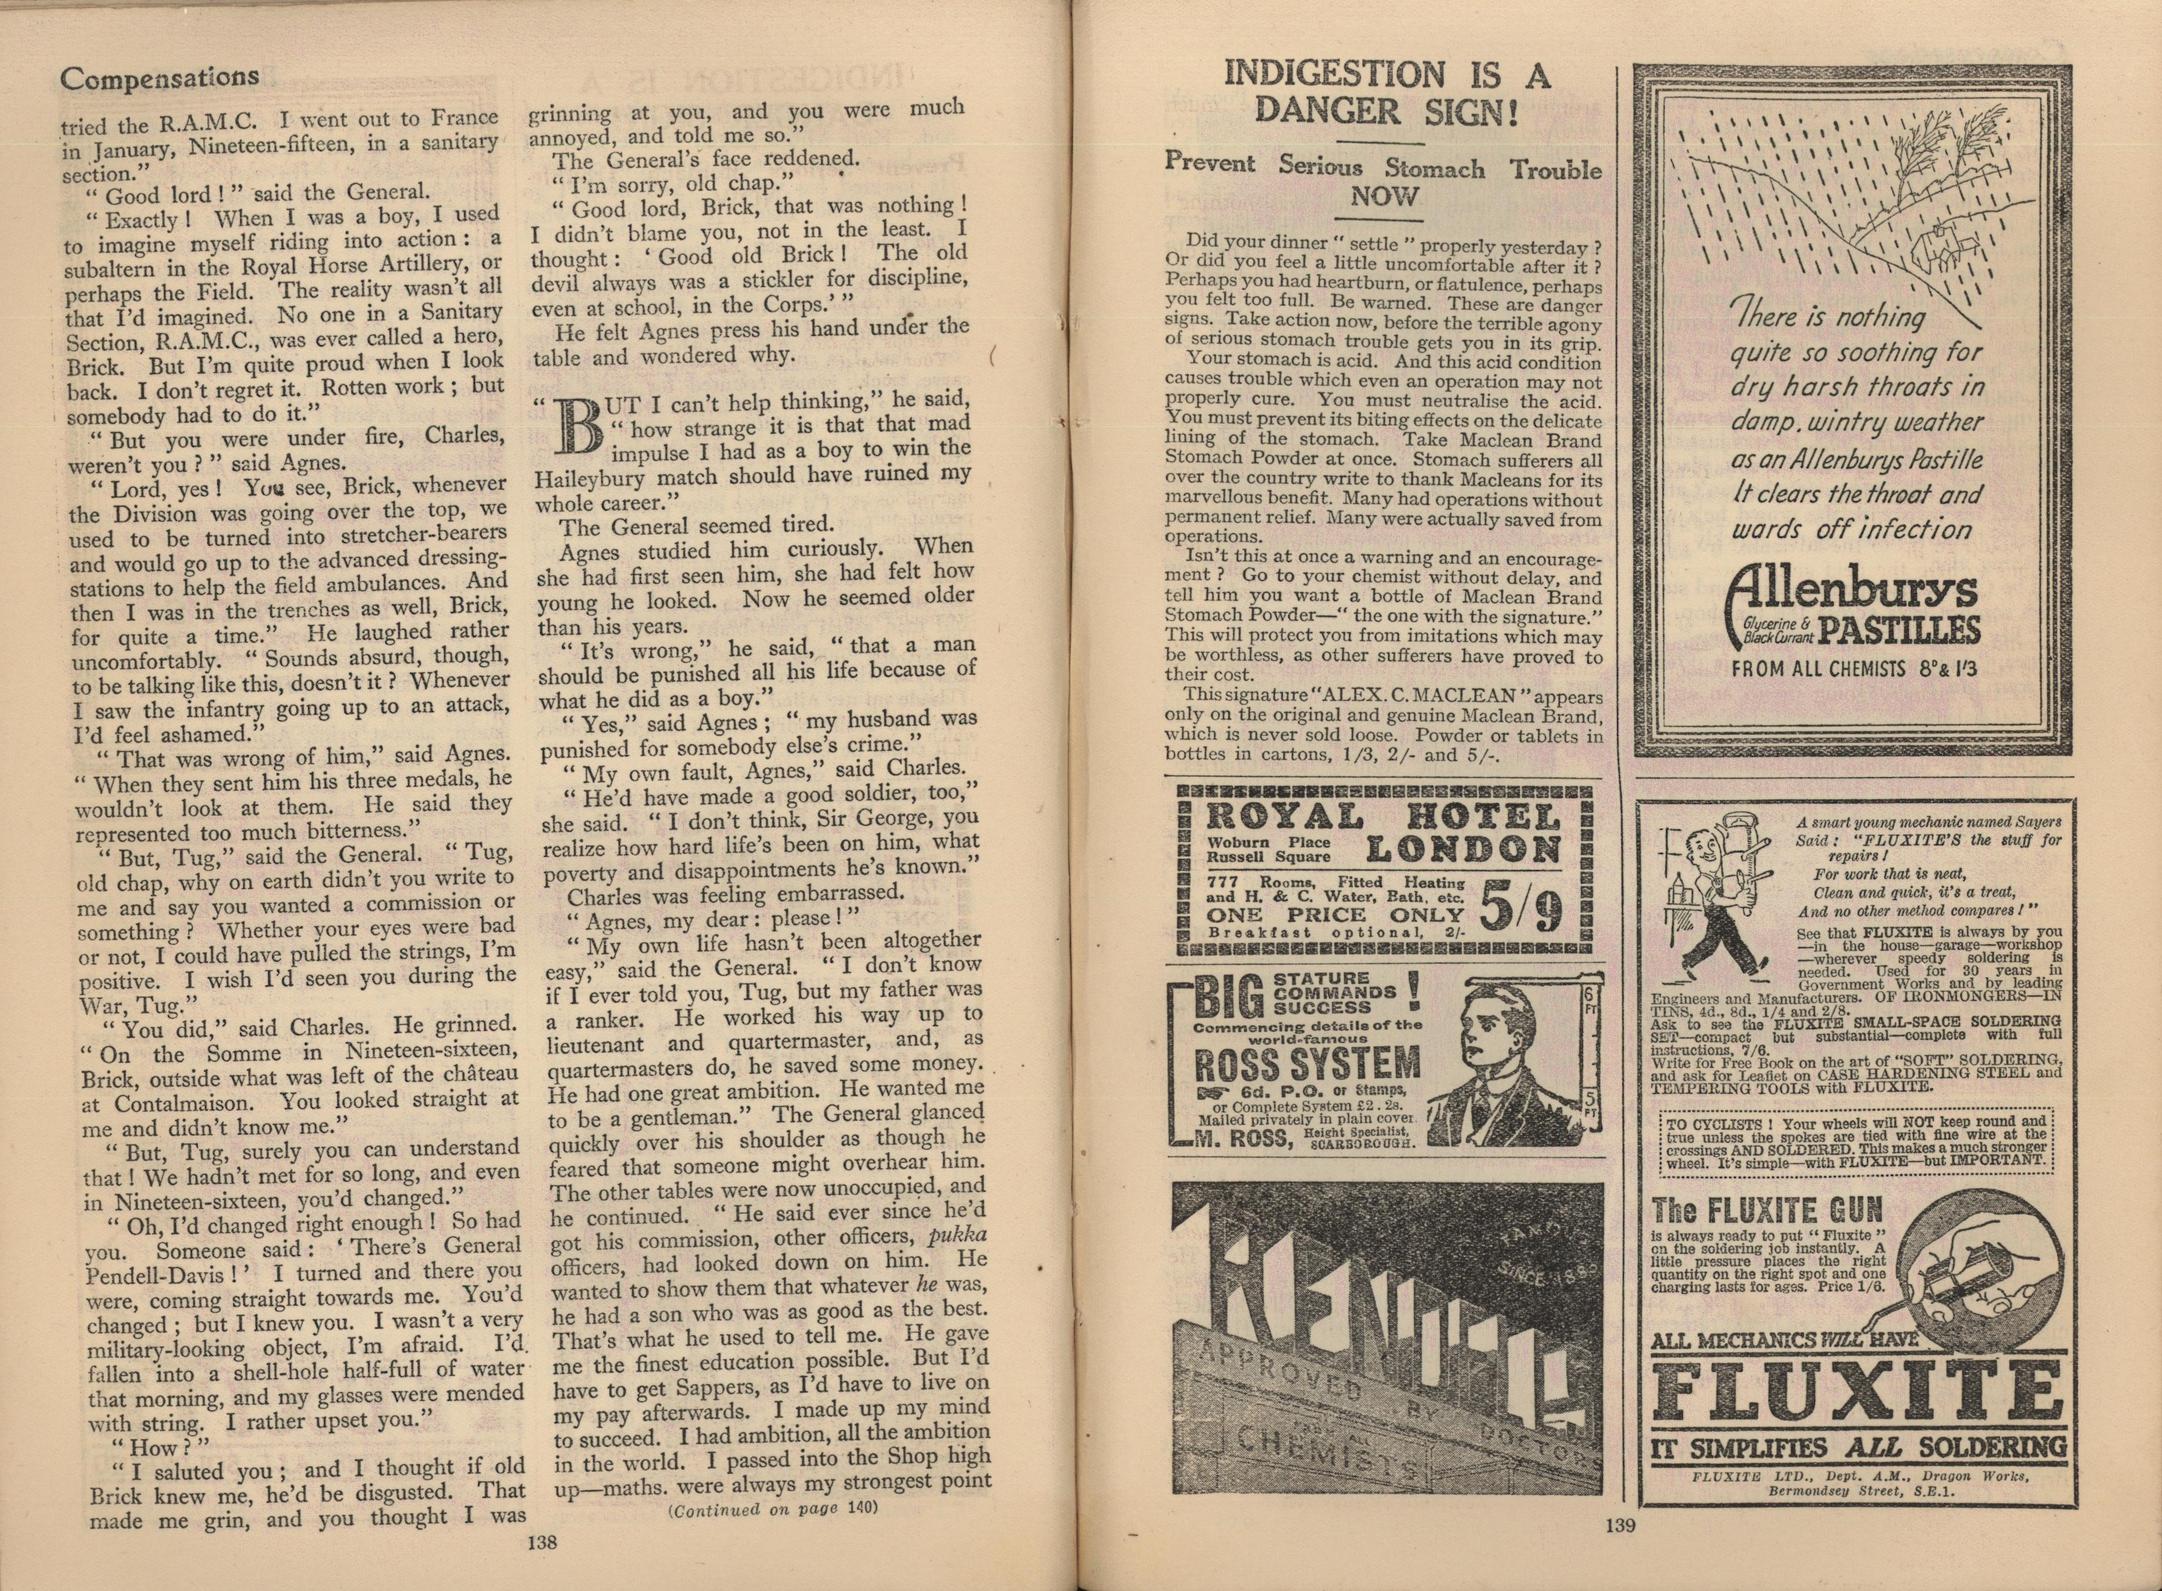 Compensations
tried the R.A.M.C. I went out to France
in January, Nineteen-fifteen, in a sanitary
section.”
“ Good lord ! ” said the General.
“ Exactly ! When I was a boy, I used
to imagine myself riding into action : a
subaltern in the Royal Horse Artillery, or
perhaps the Field. The reality wasn’t all
that I’d imagined. No one in a Sanitary
Section, R.A.M.C., was ever called a hero,
Brick. But I’m quite proud when I look
back. I don’t regret it. Rotten work ; but
somebody had to do it.”
“ But you were under fire, Charles,
weren’t you ? ” said Agnes.
“ Lord, yes ! You see, Brick, whenever
the Division was going over the top, we
used to be turned into stretcher-bearers
and would go up to the advanced dressing-
stations to help the field ambulances. And
then I was in the trenches as well, Brick,
for quite a time.” He laughed rather
uncomfortably. “ Sounds absurd, though,
to be talking like this, doesn’t it ? Whenever
I saw the infantry going up to an attack,
I’d feel ashamed.”
“ That was wrong of him,” said Agnes.
“ When they sent him his three medals, he
wouldn’t look at them. He said they
represented too much bitterness.”
“ But, Tug,” said the General. “ Tug,
old chap, why on earth didn’t you write to
me and say you wanted a commission or
something ? Whether your eyes were bad
or not, I could have pulled the strings, I’m
positive. I wish I’d seen you during the
War, Tug.”
“ You did,” said Charles. He grinned.
“ On the Somme in Nineteen-sixteen,
Brick, outside what was left of the château
at Contalmaison. You looked straight at
me and didn’t know me.”
“ But, Tug, surely you can understand
that ! We hadn’t met for so long, and even
in Nineteen-sixteen, you’d changed.”
“ Oh, I’d changed right enough ! So had
you. Someone said : ‘ There’s General
Pendell-Davis ! ’ I turned and there you
were, coming straight towards me. You’d
changed ; but I knew you. I wasn’t a very
military-looking object, I’m afraid. I’d
fallen into a shell-hole half-full of water
that morning, and my glasses were mended
with string. I rather upset you.”
“ How ? ”
“ I saluted you ; and I thought if old
Brick knew me, he’d be disgusted. That
made me grin, and you thought I was
grinning at you, and you were much
annoyed, and told me so.”
The General’s face reddened.
“ I’m sorry, old chap.”
“ Good lord, Brick, that was nothing !
I didn’t blame you, not in the least. I
thought : ‘ Good old Brick ! The old
devil always was a stickler for discipline,
even at school, in the Corps.’ ”
He felt Agnes press his hand under the
table and wondered why.
“ BUT I can’t help thinking,” he said,
“ how strange it is that that mad
impulse I had as a boy to win the
Haileybury match should have ruined my
whole career.”
The General seemed tired.
Agnes studied him curiously. When
she had first seen him, she had felt how
young he looked. Now he seemed older
than his years.
“ It’s wrong,” he said, “ that a man
should be punished all his life because of
what he did as a boy.”
“ Yes,” said Agnes ; “ my husband was
punished for somebody else’s crime.”
“ My own fault, Agnes,” said Charles.
“ He’d have made a good soldier, too,”
she said. “ I don’t think, Sir George, you
realize how hard life’s been on him, what
poverty and disappointments he’s known.”
Charles was feeling embarrassed.
“ Agnes, my dear : please ! ”
“ My own life hasn’t been altogether
easy,” said the General. “ I don’t know
if I ever told you, Tug, but my father was
a ranker. He worked his way up to
lieutenant and quartermaster, and, as
quartermasters do, he saved some money.
He had one great ambition. He wanted me
to be a gentleman.” The General glanced
quickly over his shoulder as though he
feared that someone might overhear him.
The other tables were now unoccupied, and
he continued. “ He said ever since he’d
got his commission, other officers, pukka
officers, had looked down on him. He
wanted to show them that whatever he was,
he had a son who was as good as the best.
That’s what he used to tell me. He gave
me the finest education possible. But I’d
have to get Sappers, as I’d have to live on
my pay afterwards. I made up my mind
to succeed. I had ambition, all the ambition
in the world. I passed into the Shop high
up—maths. were always my strongest point
(Continued on page 140)
138
INDIGESTION IS A
DANGER SIGN!
Prevent Serious Stomach Trouble
NOW
Did your dinner “ settle ” properly yesterday ?
Or did you feel a little uncomfortable after it ?
Perhaps you had heartburn, or flatulence, perhaps
you felt too full. Be warned. These are danger
signs. Take action now, before the terrible agony
of serious stomach trouble gets you in its grip.
Your stomach is acid. And this acid condition
causes trouble which even an operation may not
properly cure. You must neutralise the acid.
You must prevent its biting effects on the delicate
lining of the stomach. Take Maclean Brand
Stomach Powder at once. Stomach sufferers all
over the country write to thank Macleans for its
marvellous benefit. Many had operations without
permanent relief. Many were actually saved from
operations.
Isn’t this at once a warning and an encourage-
ment ? Go to your chemist without delay, and
tell him you want a bottle of Maclean Brand
Stomach Powder—“ the one with the signature.”
This will protect you from imitations which may
be worthless, as other sufferers have proved to
their cost.
This signature “ALEX. C. MACLEAN ” appears
only on the original and genuine Maclean Brand,
which is never sold loose. Powder or tablets in
bottles in cartons, 1/3, 2/- and 5/-.
ROYAL HOTEL
Woburn Place
Russell Square
LONDON
777 Rooms, Fitted Heating
and H. & C. Water, Bath, etc.
ONE PRICE ONLY
Breakfast optional, 2/-
5/9
BIG STATURE
COMMANDS
SUCCESS !
Commencing details of the
world-famous
ROSS SYSTEM
6d. P.O. or Stamps,
or Complete System £2 . 2s.
Mailed privately in plain cover.
M. ROSS, Height Specialist,
SCARBOROUGH.
6 FT
5 FT
SINCE 1885
RENDELLS
APPROVED BY DOCTORS
CHEMISTS
There is nothing
quite so soothing for
dry harsh throats in
damp, wintry weather
as an Allenburys Pastille
It clears the throat and
wards off infection
Allenburys
Glycerine &
Black Currant PASTILLES
FROM ALL CHEMISTS 8ᴰ & 1/3
A smart young mechanic named Sayers
Said : “FLUXITE’S the stuff for
repairs !
For work that is neat,
Clean and quick, it’s a treat,
And no other method compares ! ”
See that FLUXITE is always by you
—in the house—garage—workshop
—wherever speedy soldering is
needed. Used for 30 years in
Government Works and by leading
Engineers and Manufacturers. OF IRONMONGERS—IN
TINS, 4d., 8d., 1/4 and 2/8.
Ask to see the FLUXITE SMALL-SPACE SOLDERING
SET—compact but substantial—complete with full
instructions, 7/6.
Write for Free Book on the art of “SOFT” SOLDERING,
and ask for Leaflet on CASE HARDENING STEEL and
TEMPERING TOOLS with FLUXITE.
TO CYCLISTS ! Your wheels will NOT keep round and
true unless the spokes are tied with fine wire at the
crossings AND SOLDERED. This makes a much stronger
wheel. It’s simple—with FLUXITE—but IMPORTANT.
The FLUXITE GUN
is always ready to put “ Fluxite ”
on the soldering job instantly. A
little pressure places the right
quantity on the right spot and one
charging lasts for ages. Price 1/6.
ALL MECHANICS WILL HAVE
FLUXITE
IT SIMPLIFIES ALL SOLDERING
FLUXITE LTD., Dept. A.M., Dragon Works,
Bermondsey Street, S.E.1.
139